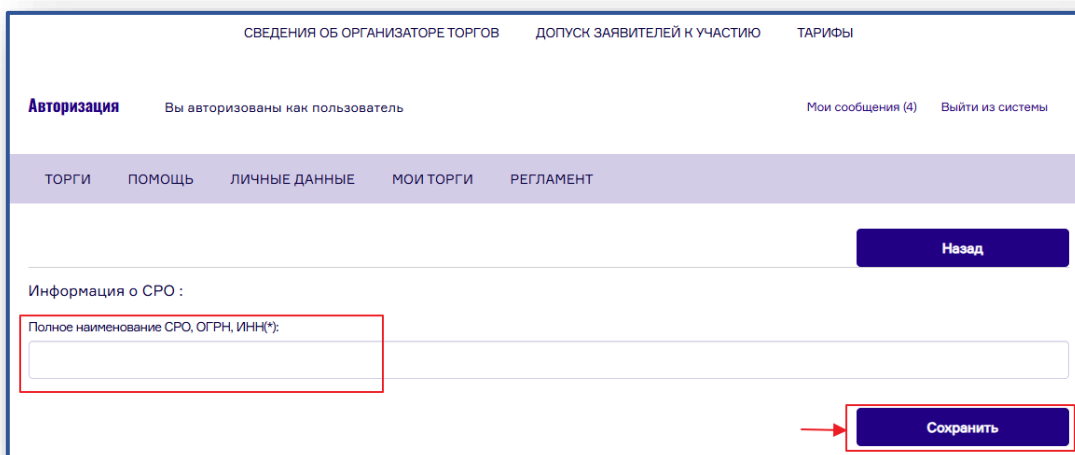 СВЕДЕНИЯ ОБ ОРГАНИЗАТОРЕ ТОРГОВ ДОПУСК ЗАЯВИТЕЛЕЙ К УЧАСТИЮ ТАРИФЫ
Авторизация Вы авторизованы как пользователь Мои сообщения (4) Выйти из системы
ТОРГИ ПОМОЩЬ ЛИЧНЫЕ ДАННЫЕ МОИ ТОРГИ РЕГЛАМЕНТ
Назад
Информация о СРО :
Полное наименование СРО, ОГРН, ИНН(*):
Сохранить